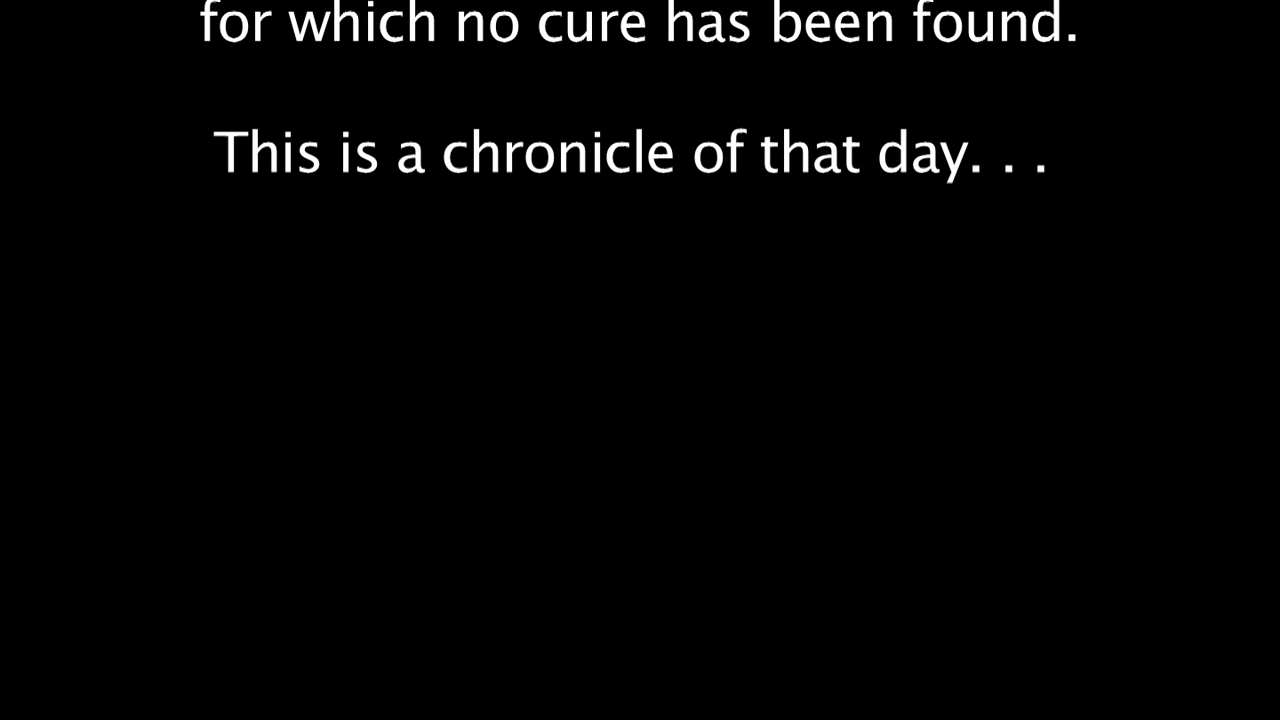 for which no cure has been found.
This is a chronicle of that day. . .